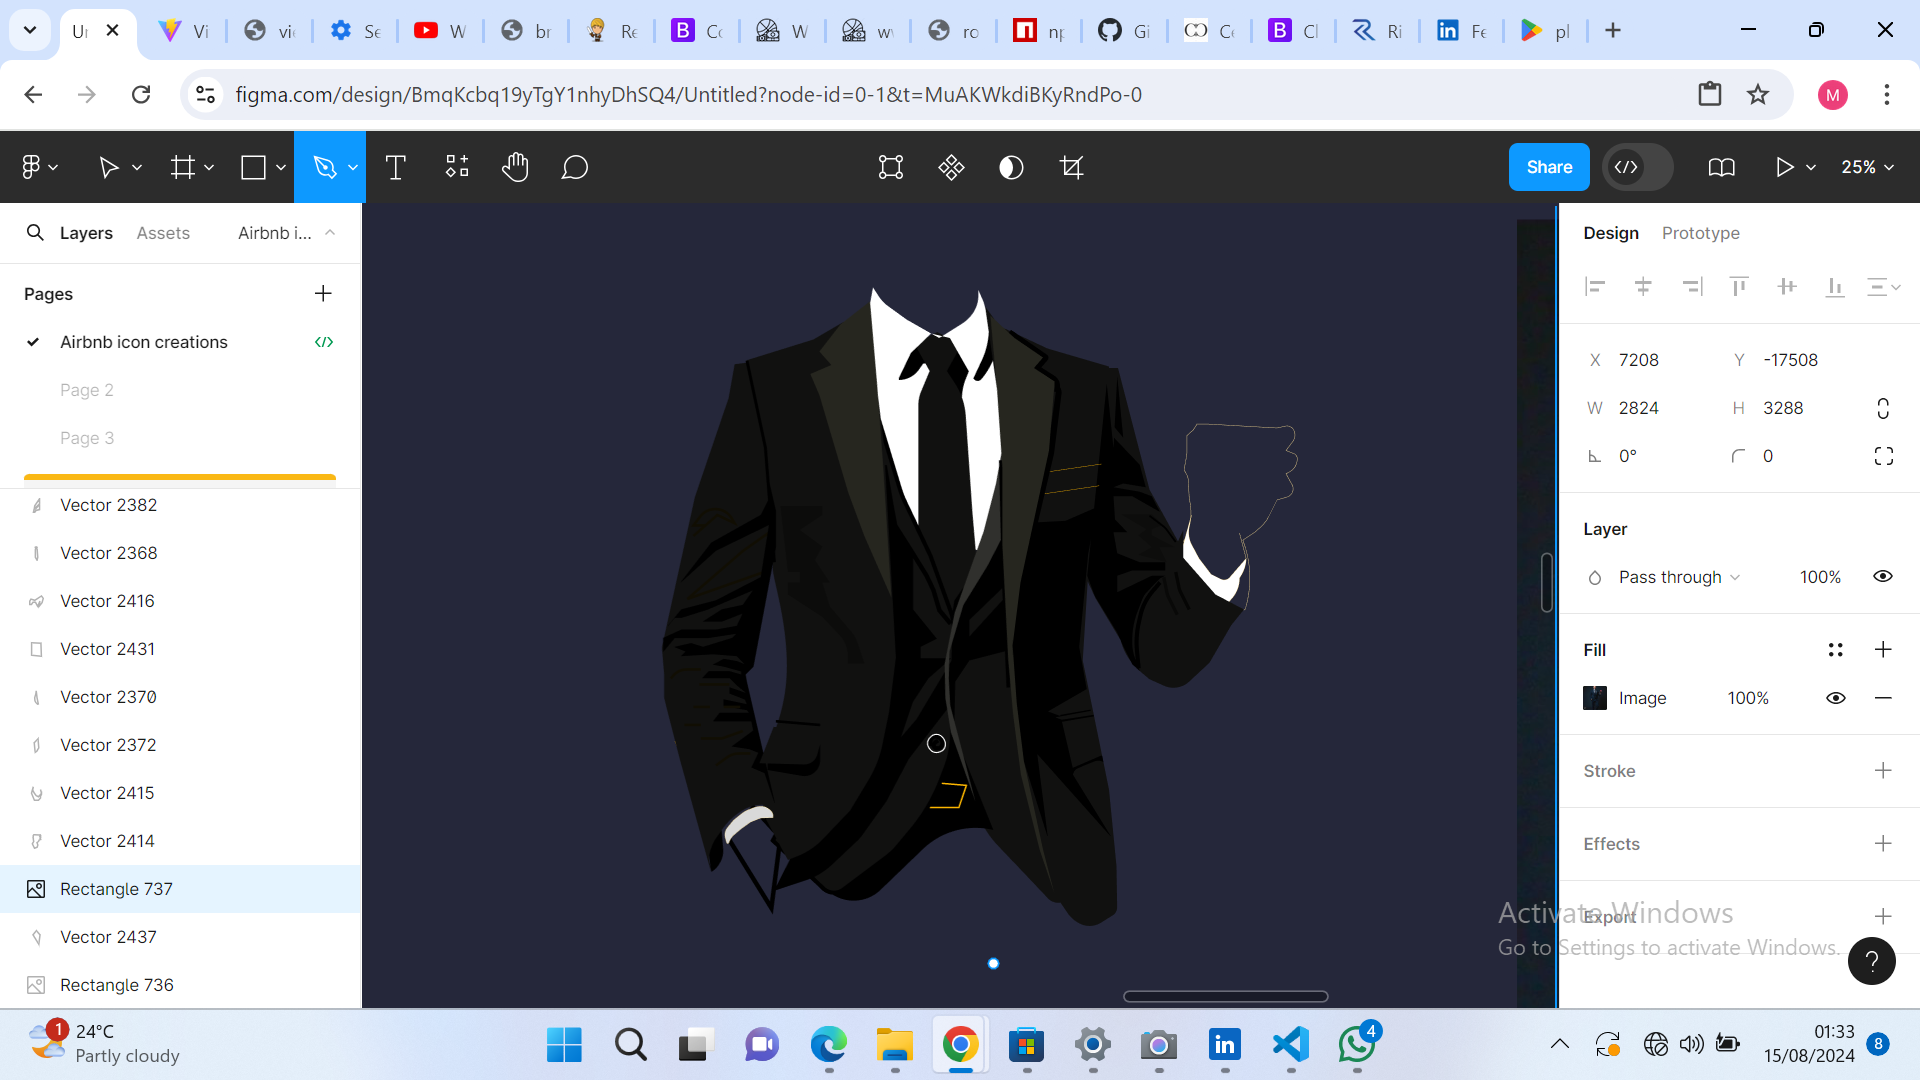 Ur
Vi
vi
Se
W
br
Re
Co
W
w
ro
np
Gi
Ce
Cl
Ri
Fe
pl
figma.com/design/BmqKcbq19yTgY1nhyDhSQ4/Untitled?node-id=0-1&t=MuAKWkdiBKyRndPo-0
M
Share
25%
Layers
Assets
Airbnb i...
Pages
Airbnb icon creations
Page 2
Page 3
Vector 2382
Vector 2368
Vector 2416
Vector 2431
Vector 2370
Vector 2372
Vector 2415
Vector 2414
Rectangle 737
Vector 2437
Rectangle 736
Design
Prototype
X 7208
Y -17508
W 2824
H 3288
0°
0
Layer
Pass through
100%
Fill
Image
100%
Stroke
Effects
Export
Activate Windows
Go to Settings to activate Windows.
?
1
24°C
Partly cloudy
4
01:33
15/08/2024
8